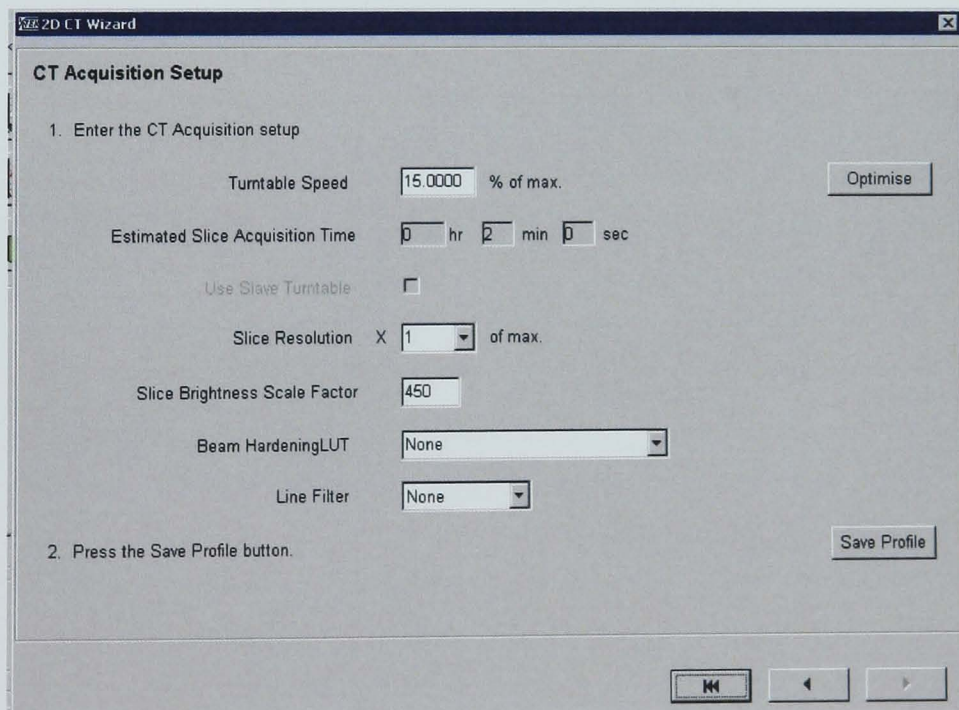 2D CT Wizard
CT Acquisition Setup
1. Enter the CT Acquisition setup
Turntable Speed 15.0000 % of max. Optimise
Estimated Slice Acquisition Time 0 hr 2 min 0 sec
Use Slave Turntable
Slice Resolution X 1 of max.
Slice Brightness Scale Factor 450
Beam HardeningLUT None
Line Filter None
2. Press the Save Profile button. Save Profile